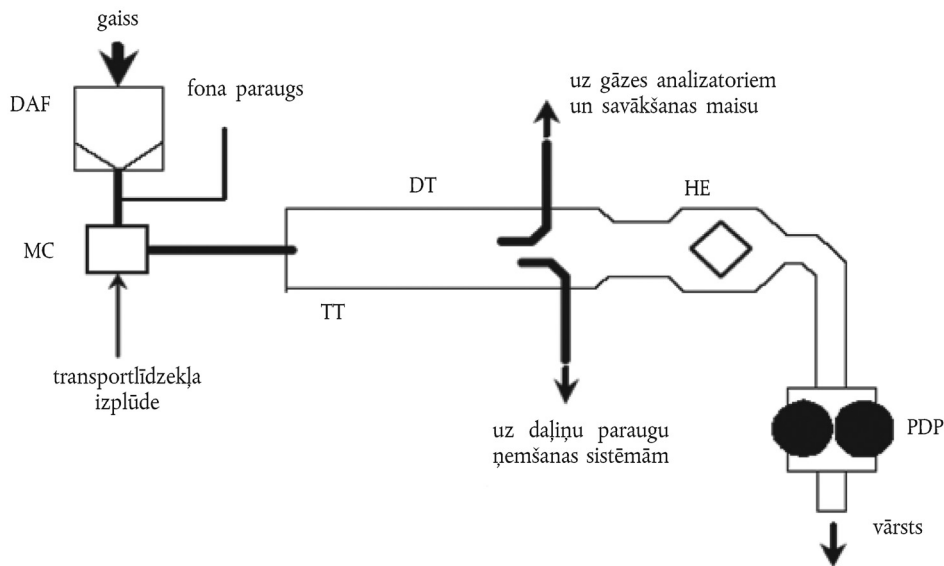 gaiss
DAF
fona paraugs
uz gāzes analizatoriem
un savākšanas maisu
DT
HE
MC
TT
transportlīdzekļa
izplūde
uz daļiņu paraugu
ņemšanas sistēmām
PDP
vārsts